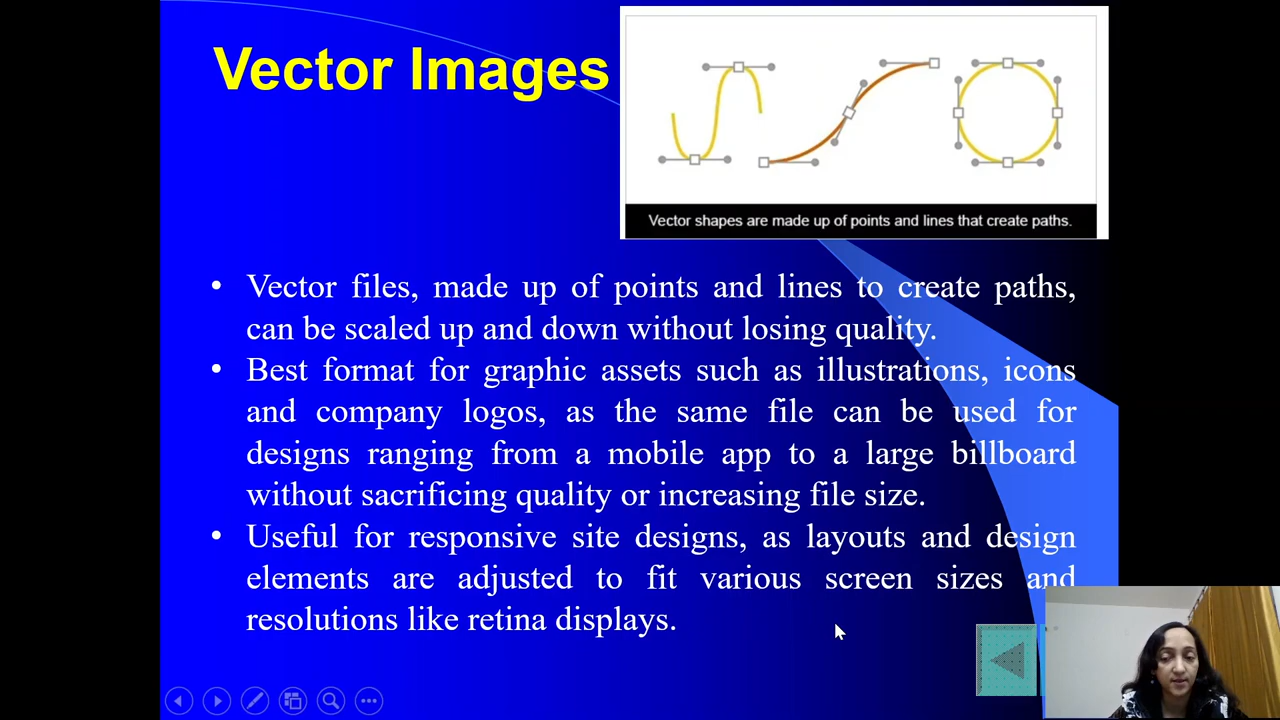 Vector Images
Vector shapes are made up of points and lines that create paths.
• Vector files, made up of points and lines to create paths,
can be scaled up and down without losing quality.
• Best format for graphic assets such as illustrations, icons
and company logos, as the same file can be used for
designs ranging from a mobile app to a large billboard
without sacrificing quality or increasing file size.
• Useful for responsive site designs, as layouts and design
elements are adjusted to fit various screen sizes and
resolutions like retina displays.